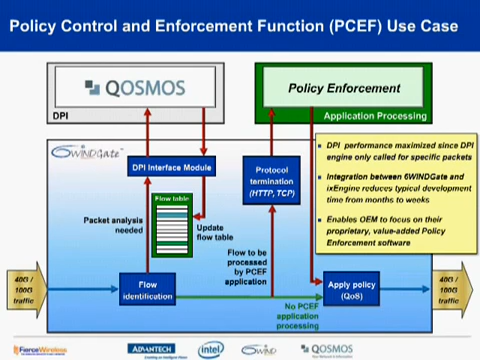 Policy Control and Enforcement Function (PCEF) Use Case
QOSMOS
DPI
Policy Enforcement
Application Processing
6WINDGate
DPI Interface Module
Protocol
termination
(HTTP, TCP)
DPI performance maximized since DPI
engine only called for specific packets
Integration between 6WINDGate and
ixEngine reduces typical development
time from months to weeks
Enables OEM to focus on their
proprietary, value-added Policy
Enforcement software
Flow table
Packet analysis
needed
Update
flow table
Flow to be
processed
by PCEF
application
40G /
100G
traffic
Flow
identification
Apply policy
(QoS)
40G /
100G
traffic
No PCEF
application
processing
FierceWireless
ADVANTECH
intel
6WIND
QOSMOS